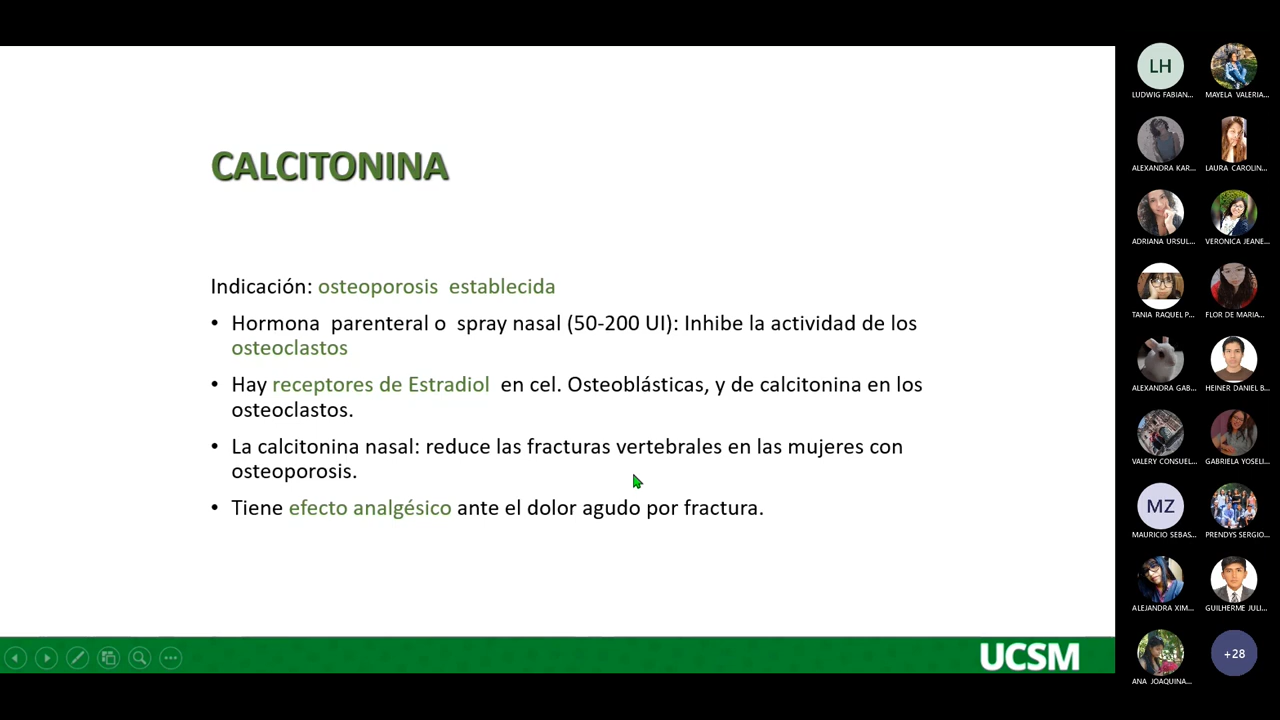 CALCITONINA
Indicación: osteoporosis establecida
• Hormona parenteral o spray nasal (50-200 UI): Inhibe la actividad de los
osteoclastos
• Hay receptores de Estradiol en cel. Osteoblásticas, y de calcitonina en los
osteoclastos.
• La calcitonina nasal: reduce las fracturas vertebrales en las mujeres con
osteoporosis.
• Tiene efecto analgésico ante el dolor agudo por fractura.
UCSM
LH
LUDWIG FABIAN...
MAYELA VALERIA...
ALEXANDRA KAR...
LAURA CAROLIN...
ADRIANA URSUL...
VERONICA JEANE...
TANIA RAQUEL P...
FLOR DE MARIA...
ALEXANDRA GAB...
HEINER DANIEL B...
VALERY CONSUEL...
GABRIELA YOSELI...
MZ
MAURICIO SEBAS...
PRENDYS SERGIO...
ALEJANDRA XIM...
GUILHERME JULI...
ANA JOAQUINA...
+28